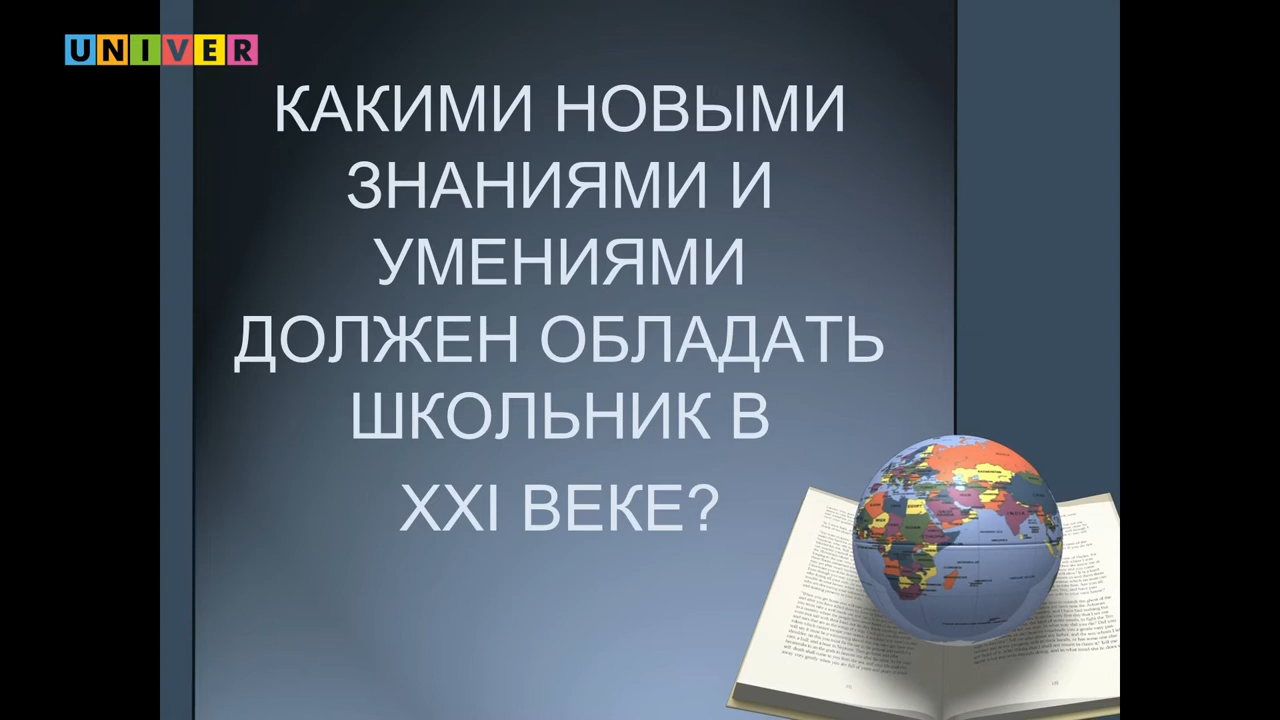 UNIVER
КАКИМИ НОВЫМИ
ЗНАНИЯМИ И
УМЕНИЯМИ
ДОЛЖЕН ОБЛАДАТЬ
ШКОЛЬНИК В
XXI ВЕКЕ?